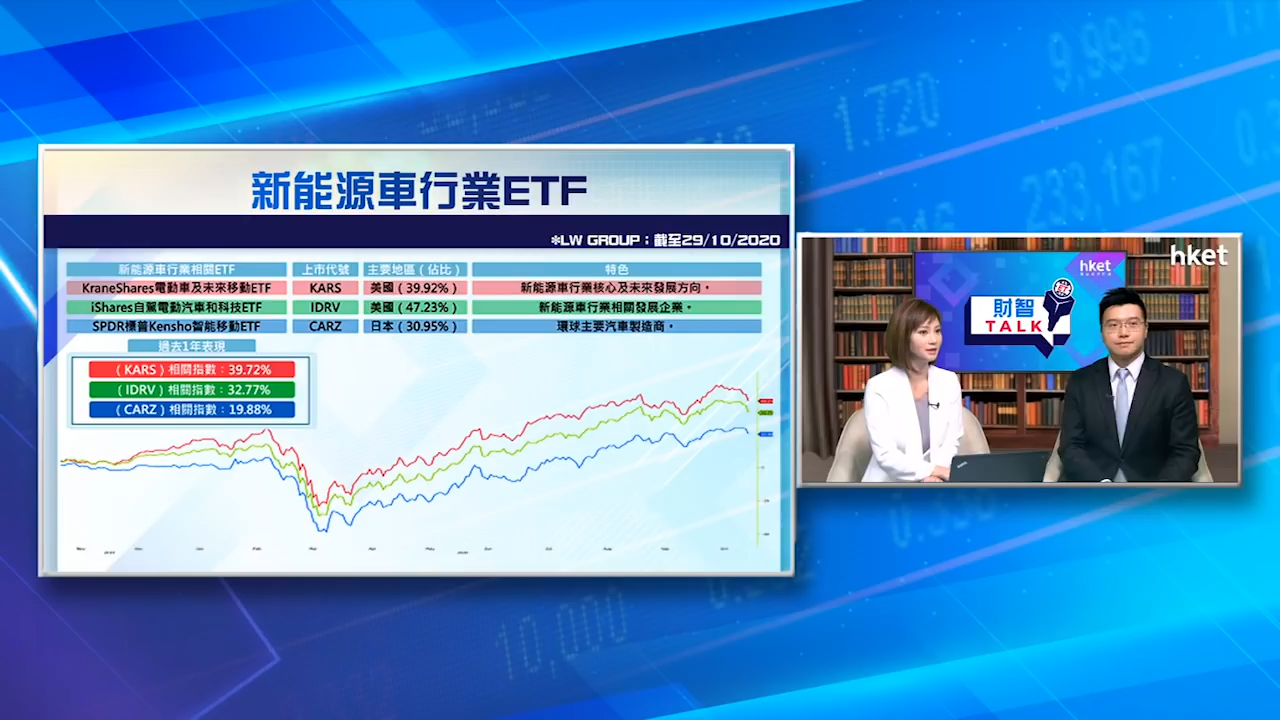 9,996
1.720
233,167
新能源車行業ETF
*LW GROUP:截至29/10/2020
新能源車行業相關ETF 上市代號 主要地區(佔比) 特色
KraneShares電動車及未來移動ETF KARS 美國(39.92%) 新能源車行業核心及未來發展方向。
iShares自駕電動汽車和科技ETF IDRV 美國(47.23%) 新能源車行業相關發展企業。
SPDR標普Kensho智能移動ETF CARZ 日本(30.95%) 環球主要汽車製造商。
過去1年表現
(KARS)相關指數:39.72%
(IDRV)相關指數:32.77%
(CARZ)相關指數:19.88%
hket
hket
財智
TALK
10,000